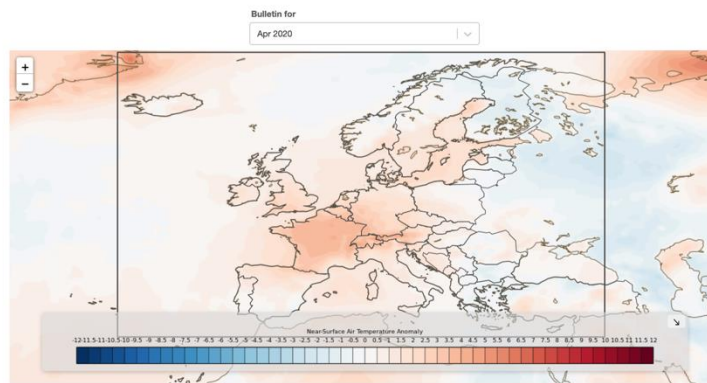 Bulletin for
Apr 2020
+
−
Near-Surface Air Temperature Anomaly
-12-11.5-11-10.5-10 -9.5 -9 -8.5 -8 -7.5 -7 -6.5 -6 -5.5 -5 -4.5 -4 -3.5 -3 -2.5 -2 -1.5 -1 -0.5 0 0.5 1 1.5 2 2.5 3 3.5 4 4.5 5 5.5 6 6.5 7 7.5 8 8.5 9 9.5 10 10.5 11 11.5 12